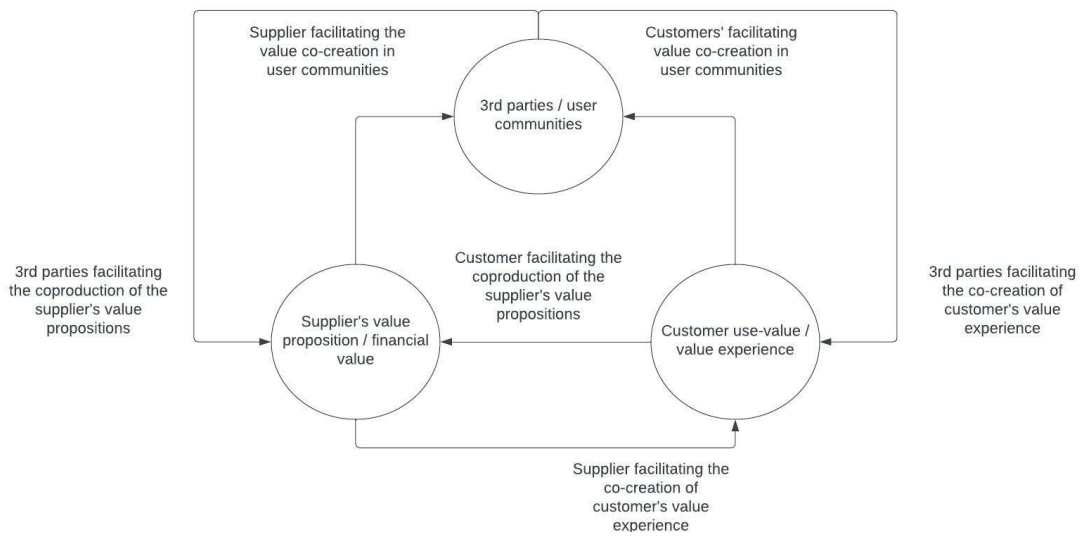 Supplier facilitating the
value co-creation in
user communities
Customers' facilitating
value co-creation in
user communities
3rd parties / user
communities
3rd parties facilitating
the coproduction of the
supplier's value
propositions
Customer facilitating the
coproduction of the
supplier's value
propositions
3rd parties facilitating
the co-creation of
customer's value
experience
Supplier's value
proposition / financial
value
Customer use-value /
value experience
Supplier facilitating the
co-creation of
customer's value
experience